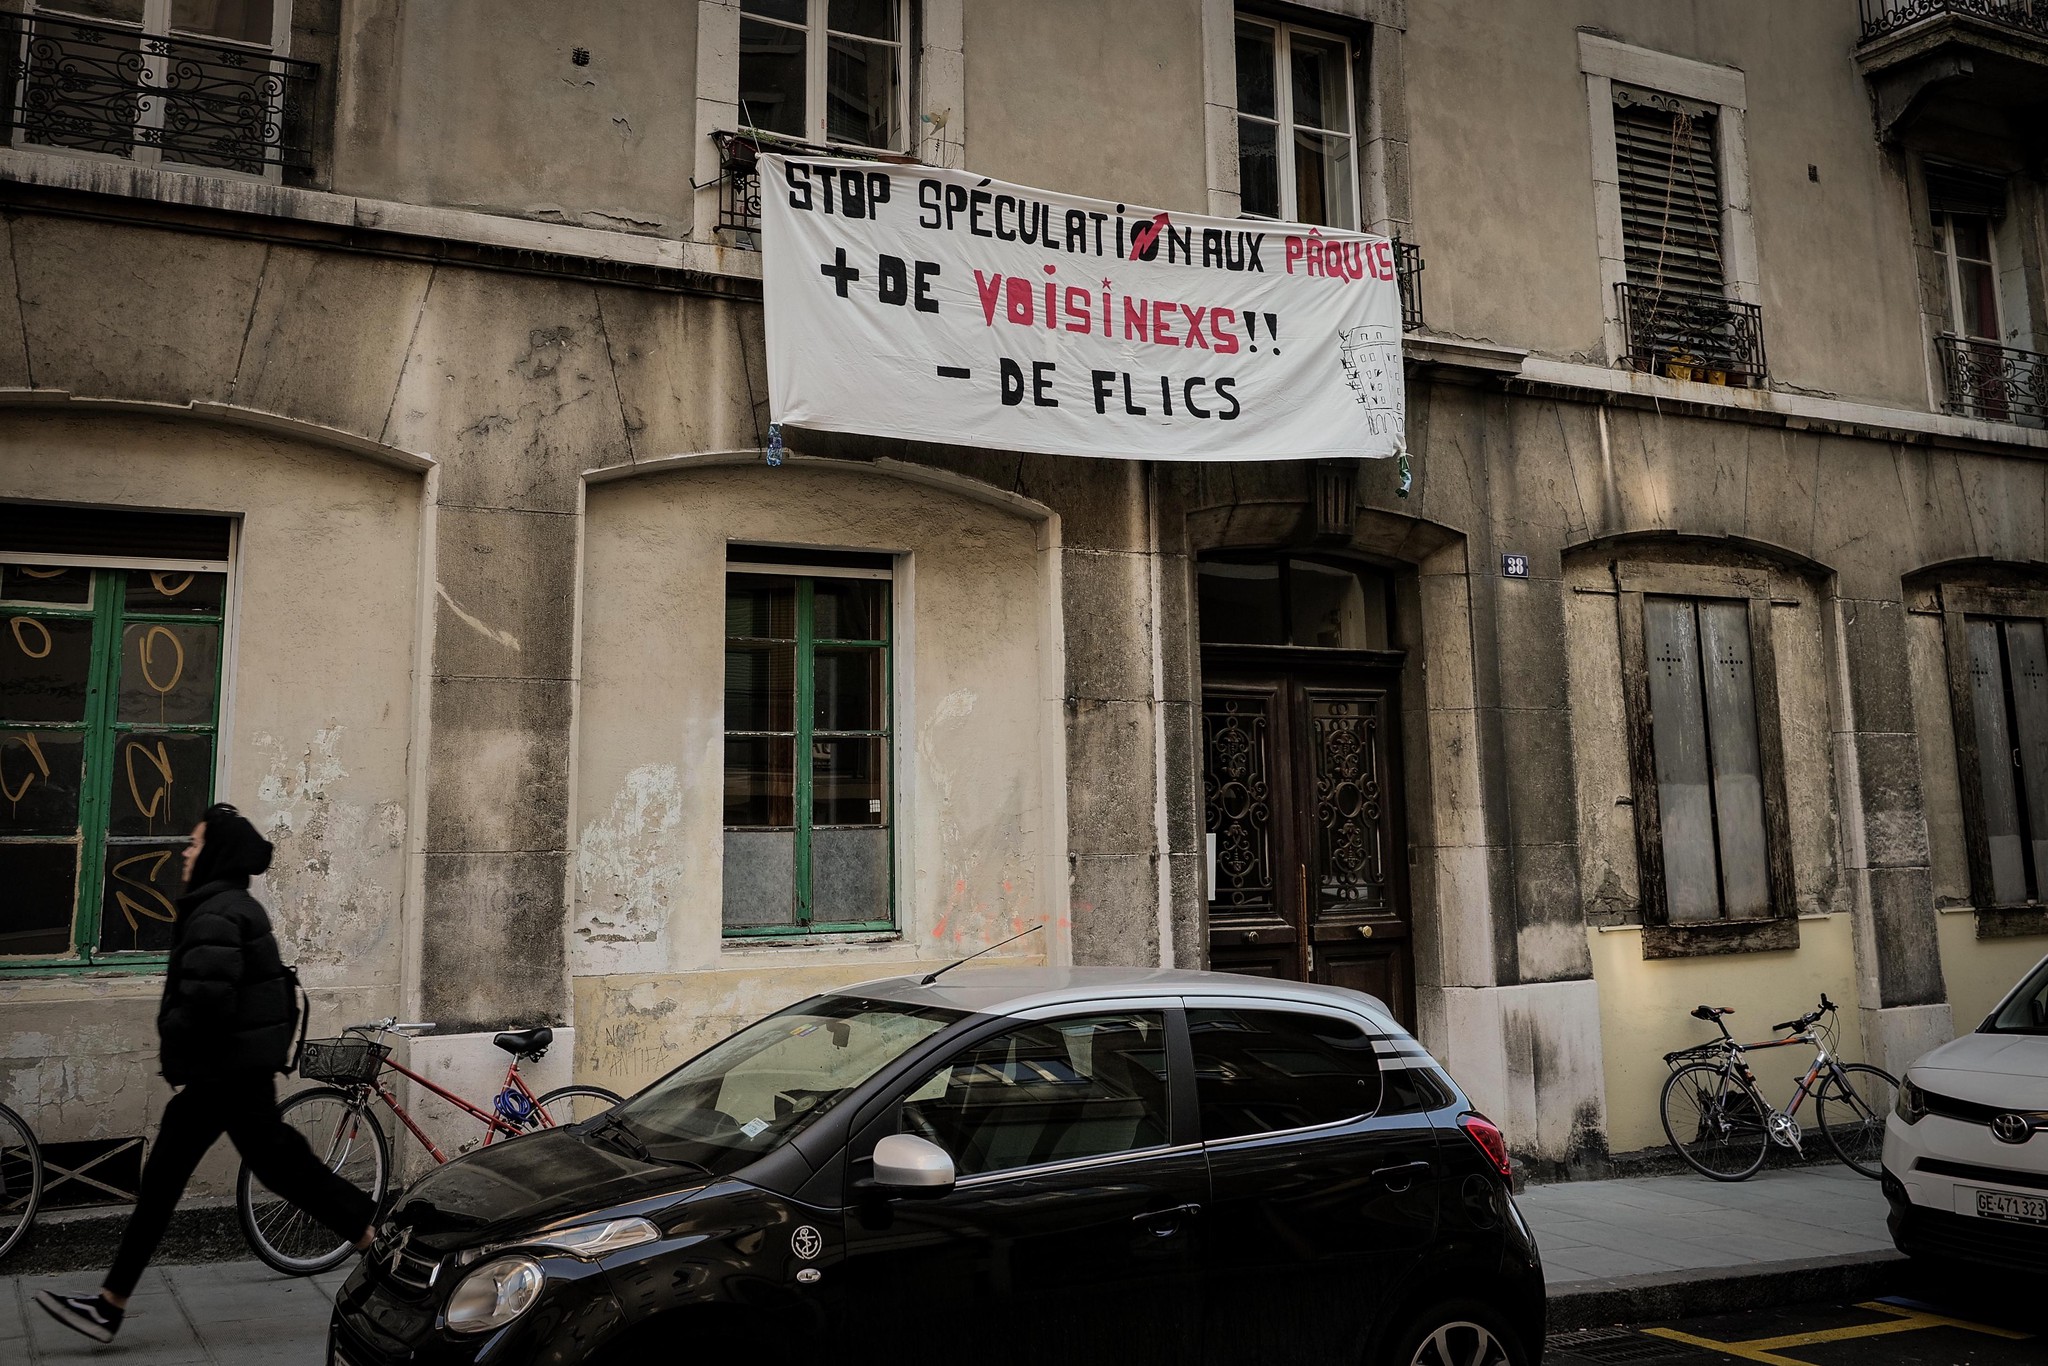 STOP SPÉCULATION AUX PÂQUIS
+ DE VOISINEXS!!
- DE FLICS
38
GE·471323